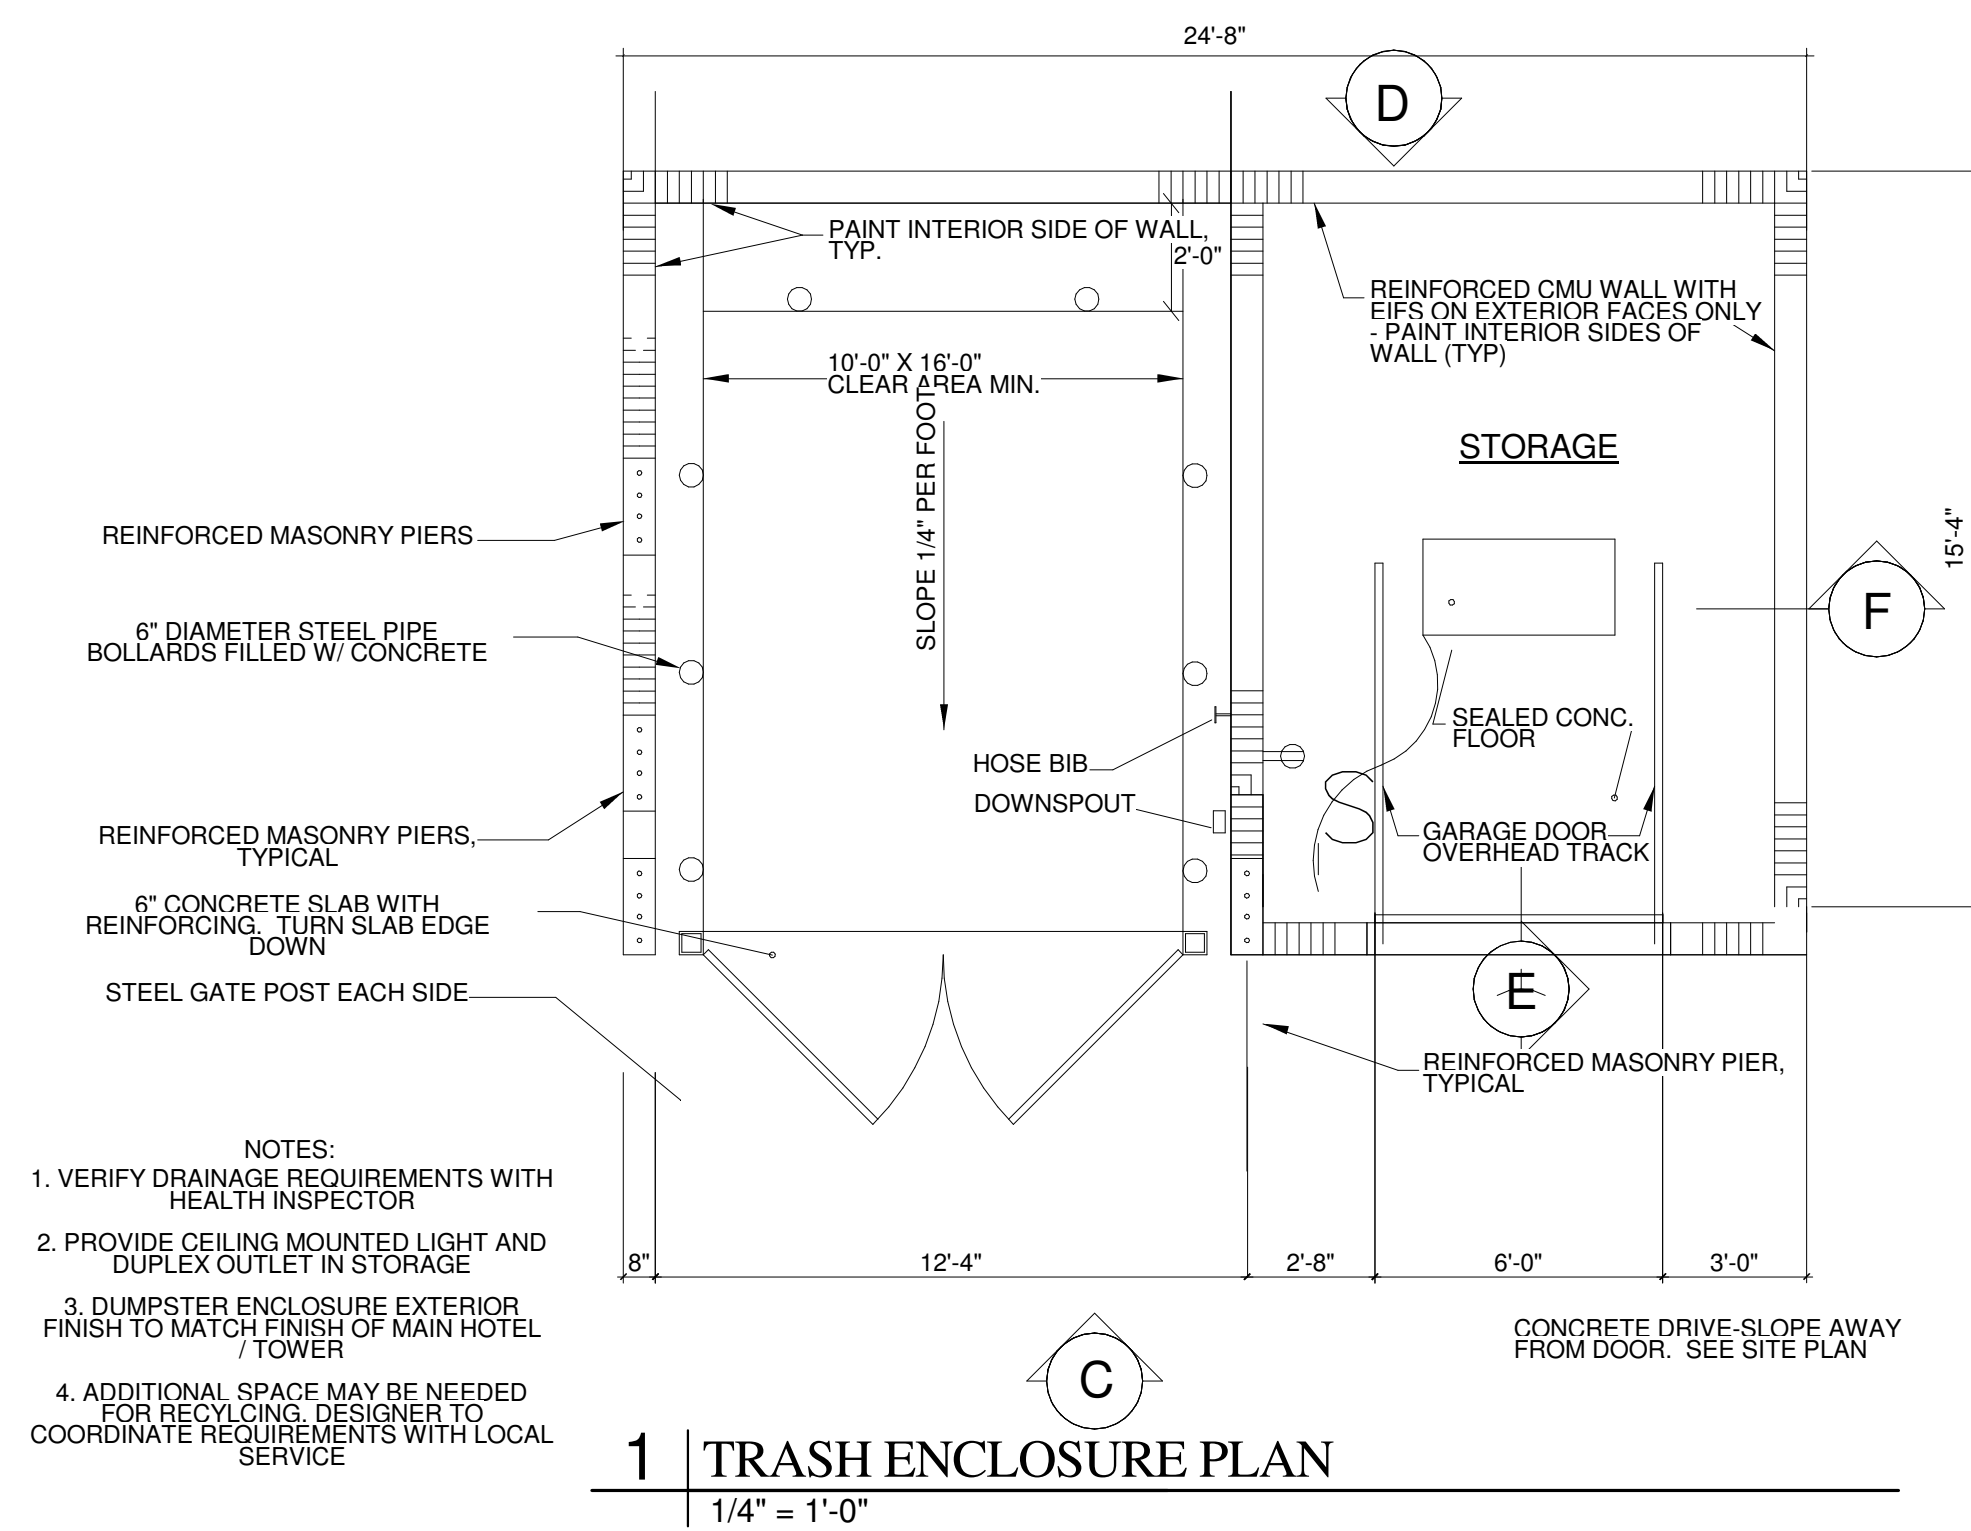 24'-8"
D
PAINT INTERIOR SIDE OF WALL,
TYP.
2'-0"
REINFORCED CMU WALL WITH
EIFS ON EXTERIOR FACES ONLY
- PAINT INTERIOR SIDES OF
WALL (TYP)
10'-0" X 16'-0"
CLEAR AREA MIN.
SLOPE 1/4" PER FOOT
STORAGE
15'-4"
REINFORCED MASONRY PIERS
F
6" DIAMETER STEEL PIPE
BOLLARDS FILLED W/ CONCRETE
SEALED CONC.
FLOOR
HOSE BIB
DOWNSPOUT
REINFORCED MASONRY PIERS,
TYPICAL
GARAGE DOOR
OVERHEAD TRACK
6" CONCRETE SLAB WITH
REINFORCING.  TURN SLAB EDGE
DOWN
STEEL GATE POST EACH SIDE
E
REINFORCED MASONRY PIER,
TYPICAL
NOTES:
1. VERIFY DRAINAGE REQUIREMENTS WITH
HEALTH INSPECTOR
2. PROVIDE CEILING MOUNTED LIGHT AND
DUPLEX OUTLET IN STORAGE
3. DUMPSTER ENCLOSURE EXTERIOR
FINISH TO MATCH FINISH OF MAIN HOTEL
/ TOWER
4. ADDITIONAL SPACE MAY BE NEEDED
FOR RECYLCING. DESIGNER TO
COORDINATE REQUIREMENTS WITH LOCAL
SERVICE
8" 12'-4" 2'-8" 6'-0" 3'-0"
CONCRETE DRIVE-SLOPE AWAY
FROM DOOR.  SEE SITE PLAN
C
1 TRASH ENCLOSURE PLAN
1/4" = 1'-0"